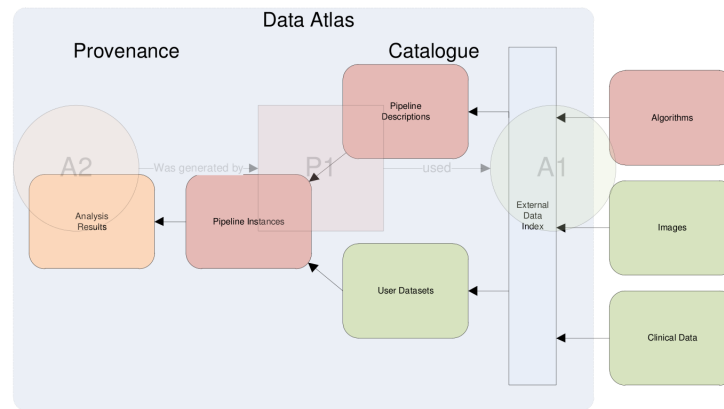 Data Atlas
Provenance
Catalogue
Pipeline
Descriptions
Algorithms
A2
Was generated by
P1
used
A1
Analysis
Results
Pipeline Instances
External
Data
Index
Images
User Datasets
Clinical Data